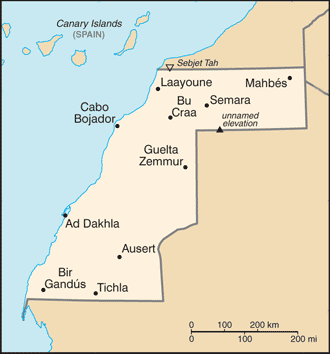 Canary Islands
(SPAIN)
Sebjet Tah
Laayoune
Mahbés
Bu
Craa
Semara
Cabo
Bojador
unnamed
elevation
Guelta
Zemmur
Ad Dakhla
Ausert
Bir
Gandús
Tichla
0 100 200 km
0 100 200 mi